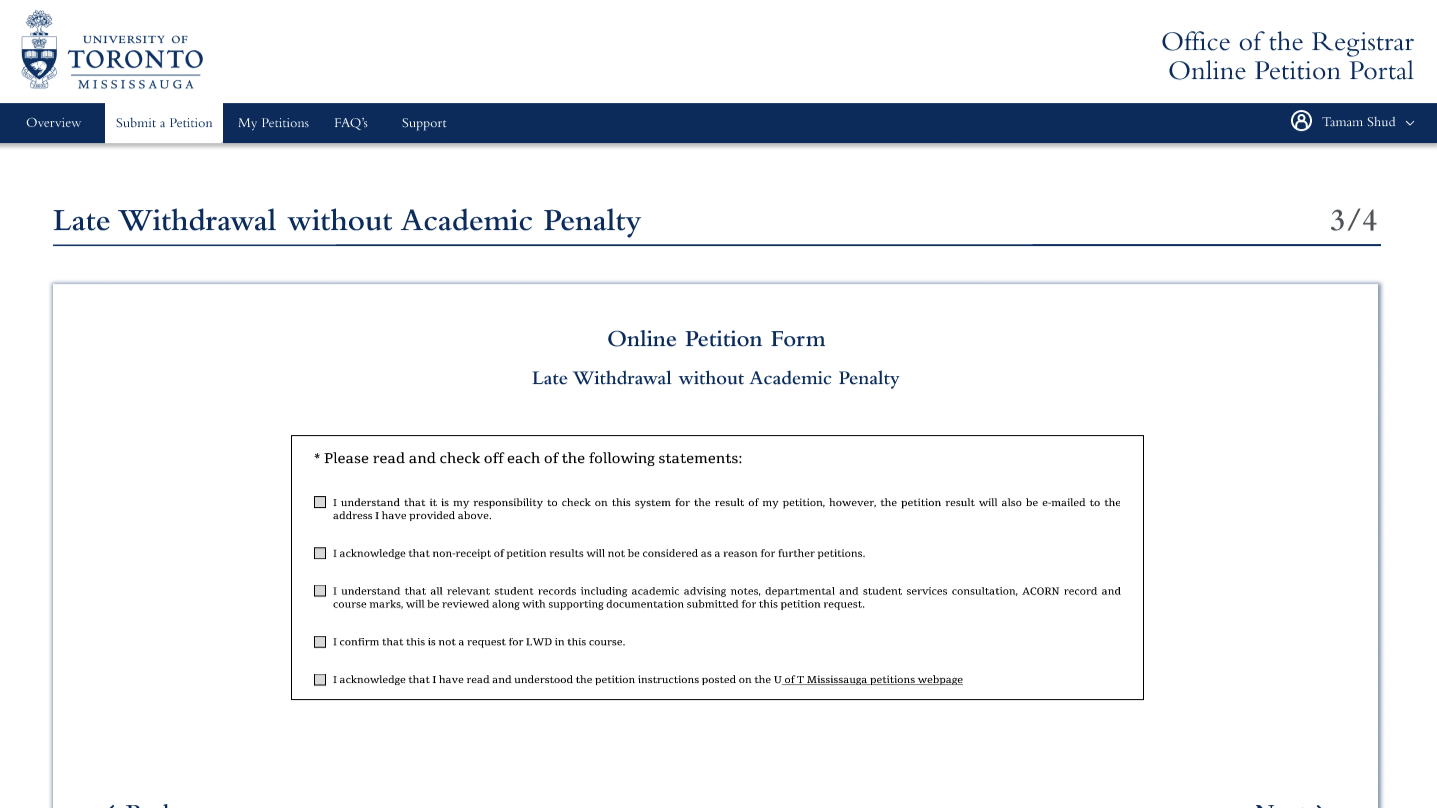 UNIVERSITY OF
TORONTO
MISSISSAUGA
Office of the Registrar
Online Petition Portal
Overview
Submit a Petition
My Petitions
FAQ's
Support
Tamam Shud
Late Withdrawal without Academic Penalty
3/4
Online Petition Form
Late Withdrawal without Academic Penalty
* Please read and check off each of the following statements:
I understand that it is my responsibility to check on this system for the result of my petition, however, the petition result will also be e-mailed to the
address I have provided above.
I acknowledge that non-receipt of petition results will not be considered as a reason for further petitions.
I understand that all relevant student records including academic advising notes, departmental and student services consultation, ACORN record and
course marks, will be reviewed along with supporting documentation submitted for this petition request.
I confirm that this is not a request for LWD in this course.
I acknowledge that I have read and understood the petition instructions posted on the U of T Mississauga petitions webpage